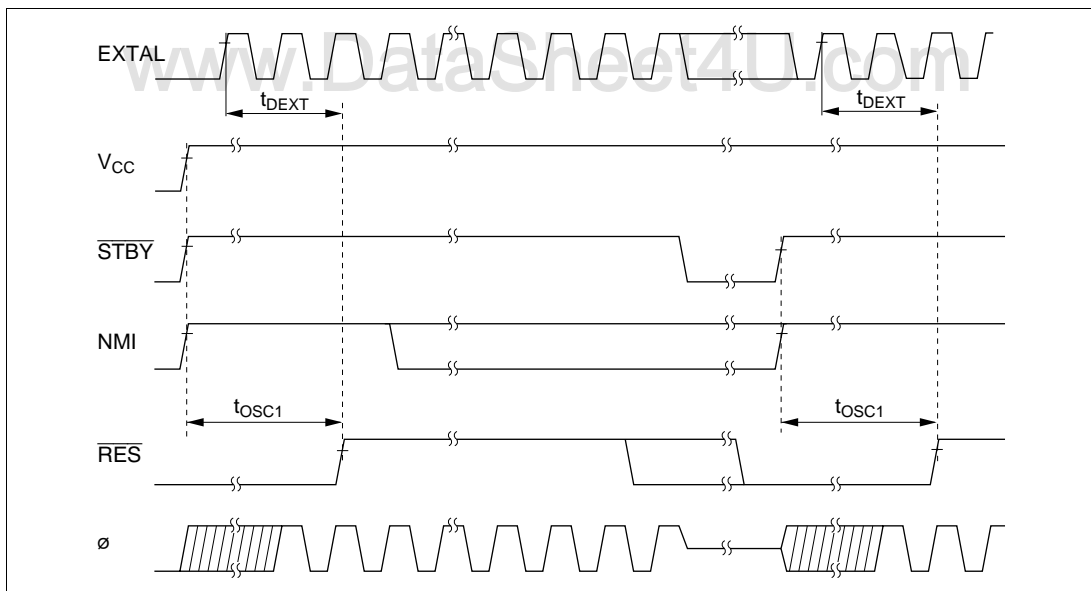 EXTAL
www.DataSheet4U.com
tDEXT
tDEXT
VCC
STBY
NMI
tOSC1
tOSC1
RES
ø